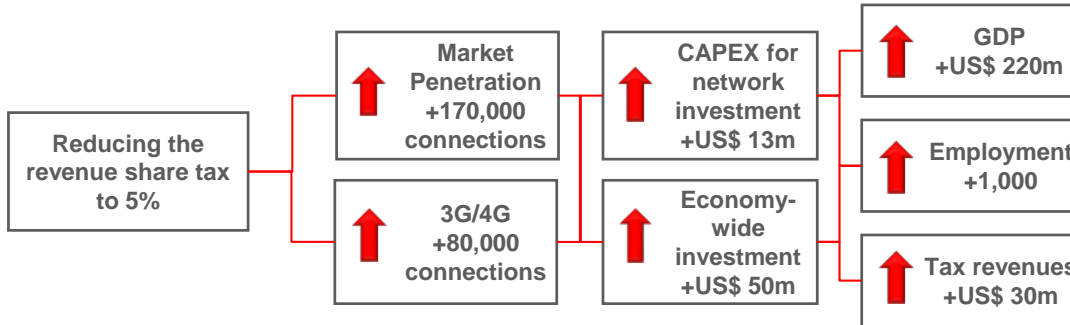 Reducing the
revenue share tax
to 5%
Market
Penetration
+170,000
connections
3G/4G
+80,000
connections
CAPEX for
network
investment
+US$ 13m
Economy-
wide
investment
+US$ 50m
GDP
+US$ 220m
Employment
+1,000
Tax revenues
+US$ 30m